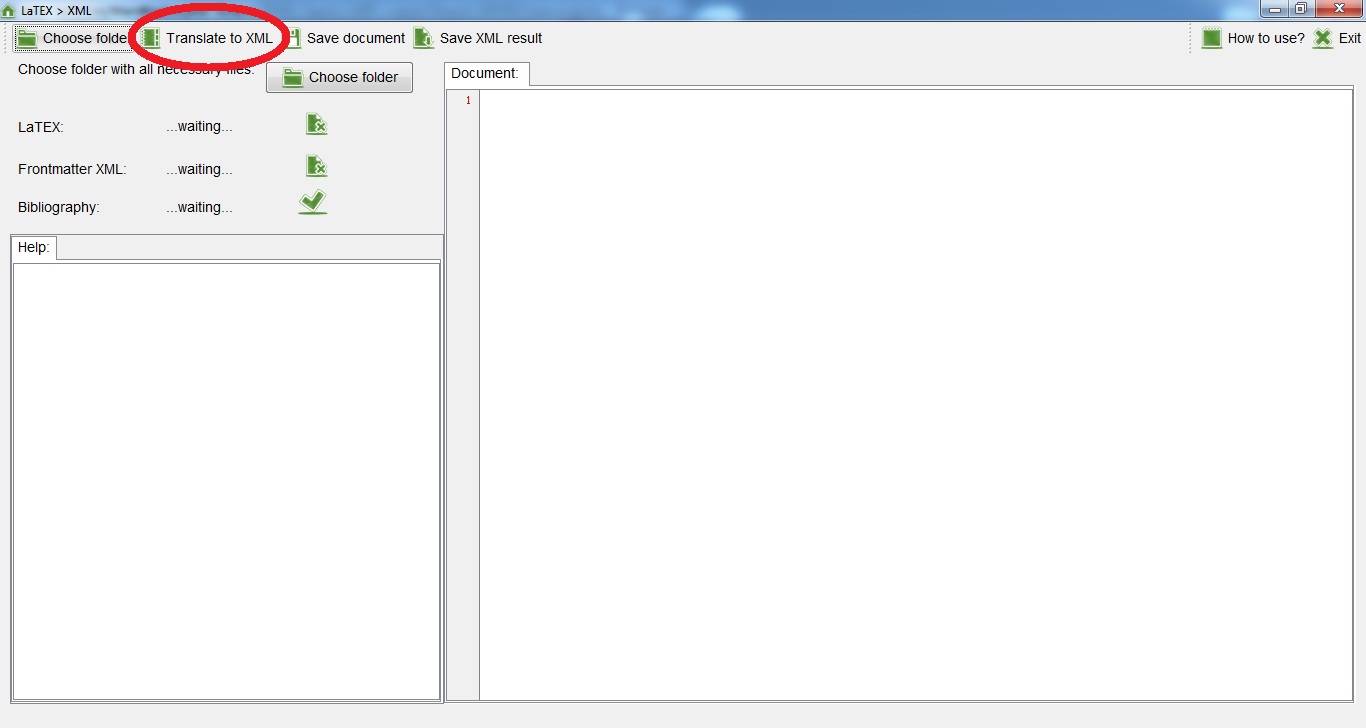 LaTEX > XML
Choose folde Translate to XML Save document Save XML result How to use? Exit
Choose folder with all necessary files. Choose folder
LaTEX: ...waiting...
Frontmatter XML: ...waiting...
Bibliography: ...waiting...
Help:
Document:
1